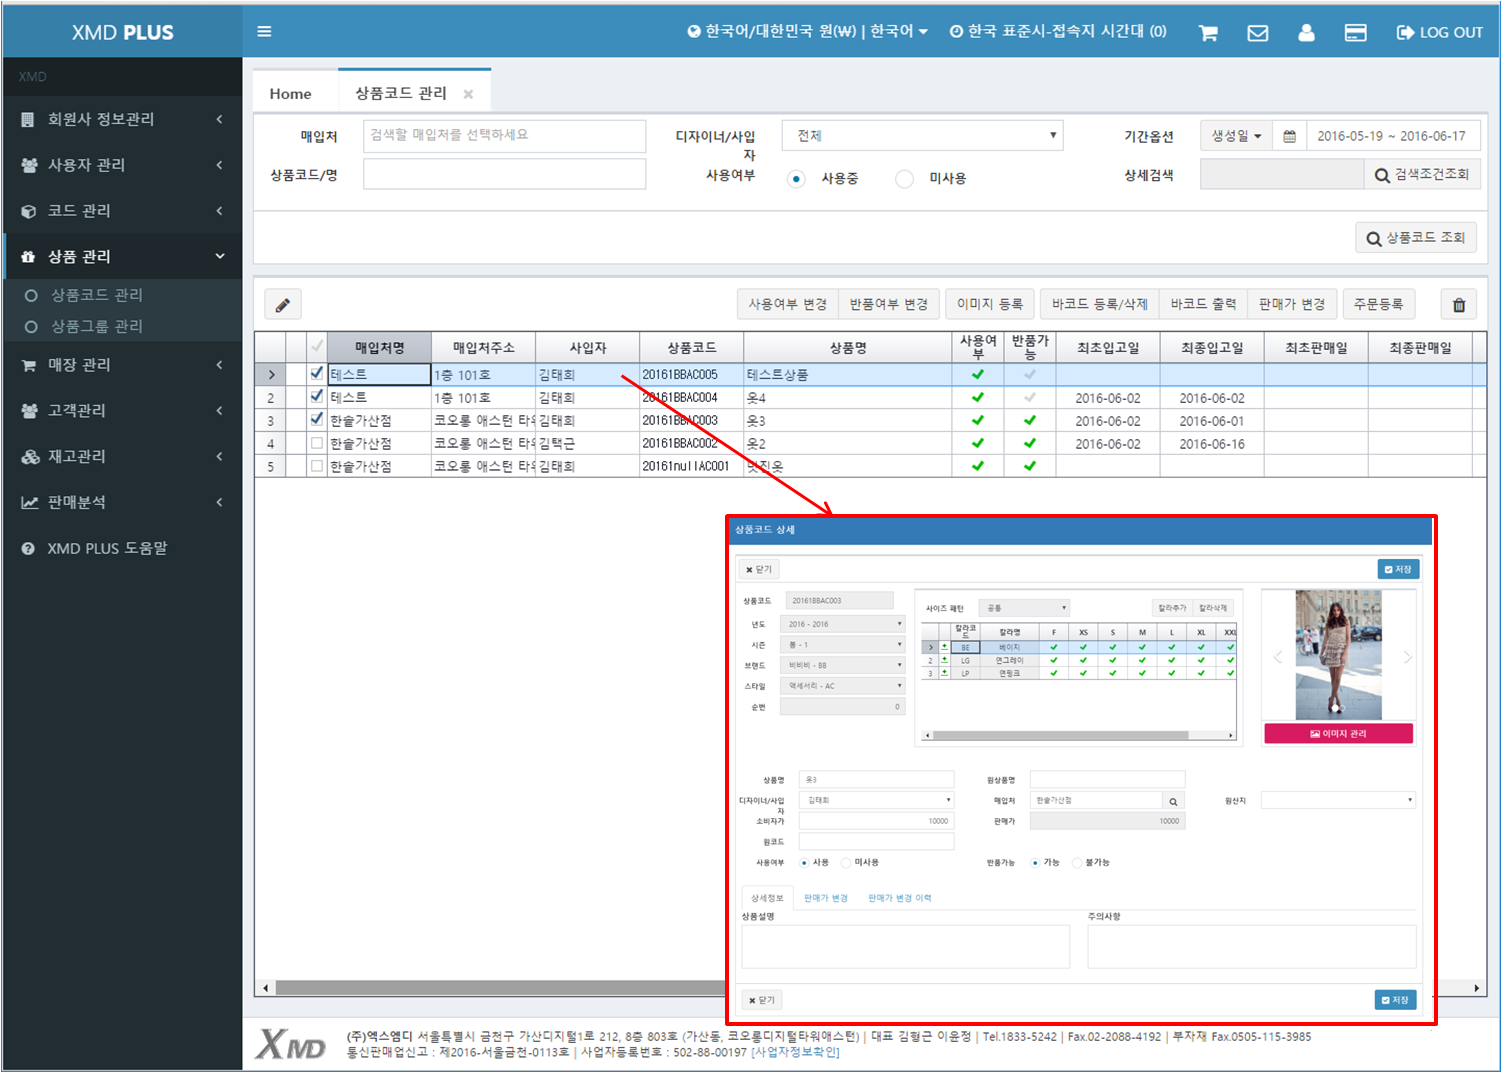 XMD PLUS
한국어/대한민국 원(₩) | 한국어
한국 표준시-접속지 시간대 (0)
LOG OUT
XMD
회원사 정보관리
사용자 관리
코드 관리
상품 관리
상품코드 관리
상품그룹 관리
매장 관리
고객관리
재고관리
판매분석
XMD PLUS 도움말
Home
상품코드 관리
매입처
검색할 매입처를 선택하세요
디자이너/사입자
전체
기간옵션
생성일
2016-05-19 ~ 2016-06-17
상품코드/명
사용여부
사용중
미사용
상세검색
검색조건조회
상품코드 조회
사용여부 변경
반품여부 변경
이미지 등록
바코드 등록/삭제
바코드 출력
판매가 변경
주문등록
매입처명 매입처주소 사입자 상품코드 상품명 사용여부 반품가능 최초입고일 최종입고일 최초판매일 최종판매일
테스트 1층 101호 김태희 20161BBAC005 테스트상품
2 테스트 1층 101호 김태희 20161BBAC004 옷4 2016-06-02 2016-06-02
3 한솔가산점 코오롱 애스턴 타워 김태희 20161BBAC003 옷3 2016-06-02 2016-06-01
4 한솔가산점 코오롱 애스턴 타워 김택근 20161BBAC002 옷2 2016-06-02 2016-06-16
5 한솔가산점 코오롱 애스턴 타워 김태희 20161nullAC001 멋진옷
상품코드 상세
닫기
저장
상품코드 20161BBAC003
년도 2016 - 2016
시즌 봄 - 1
브랜드 비비비 - BB
스타일 악세서리 - AC
순번 0
사이즈 패턴 공통
칼라추가 칼라삭제
칼라코드 칼라명 F XS S M L XL XXL
BE 베이지
2 LG 연그레이
3 LP 연핑크
이미지 관리
상품명 옷3
원상품명
디자이너/사입자 김태희
매입처 한솔가산점
원산지
소비자가 10000
판매가 10000
원코드
사용여부 사용 미사용
반품가능 가능 불가능
상세정보 판매가 변경 판매가 변경 이력
상품설명
주의사항
닫기
저장
XMD
(주)엑스엠디 서울특별시 금천구 가산디지털1로 212, 8층 803호 (가산동, 코오롱디지털타워애스턴) | 대표 김형근 이윤정 | Tel.1833-5242 | Fax.02-2088-4192 | 부자재 Fax.0505-115-3985
통신판매업신고 : 제2016-서울금천-0113호 | 사업자등록번호 : 502-88-00197 [사업자정보확인]